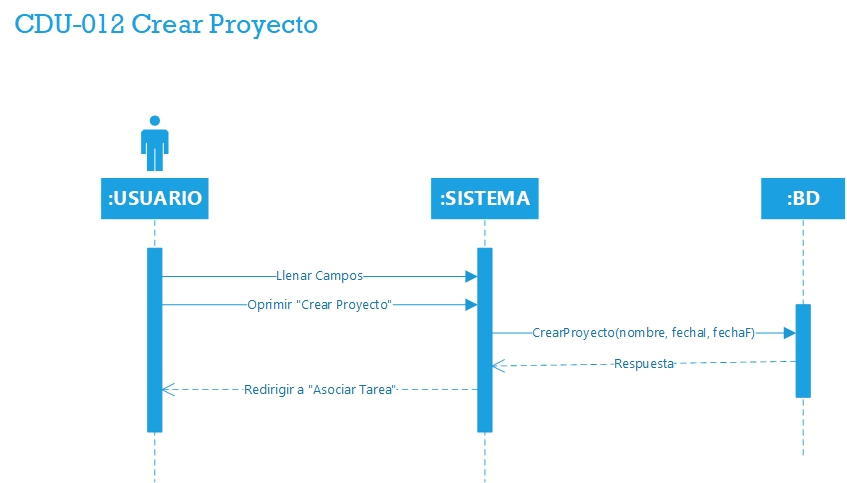 CDU-012 Crear Proyecto
:USUARIO
:SISTEMA
:BD
Llenar Campos
Oprimir "Crear Proyecto"
CrearProyecto(nombre, fechaI, fechaF)
Respuesta
Redirigir a "Asociar Tarea"